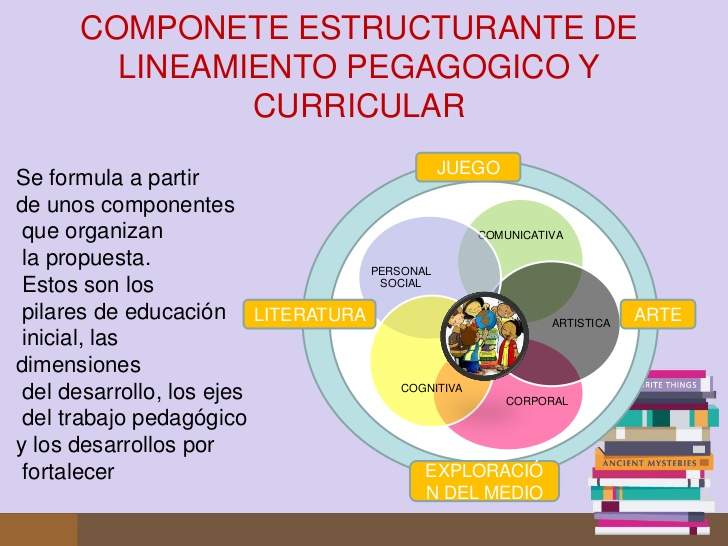 COMPONETE ESTRUCTURANTE DE
LINEAMIENTO PEGAGOGICO Y
CURRICULAR
Se formula a partir
de unos componentes
que organizan
la propuesta.
Estos son los
pilares de educación
inicial, las
dimensiones
del desarrollo, los ejes
del trabajo pedagógico
y los desarrollos por
fortalecer
JUEGO
COMUNICATIVA
PERSONAL
SOCIAL
LITERATURA
ARTISTICA
ARTE
COGNITIVA
CORPORAL
EXPLORACIÓ
N DEL MEDIO
RITE THINGS
ANCIENT MYSTERIES